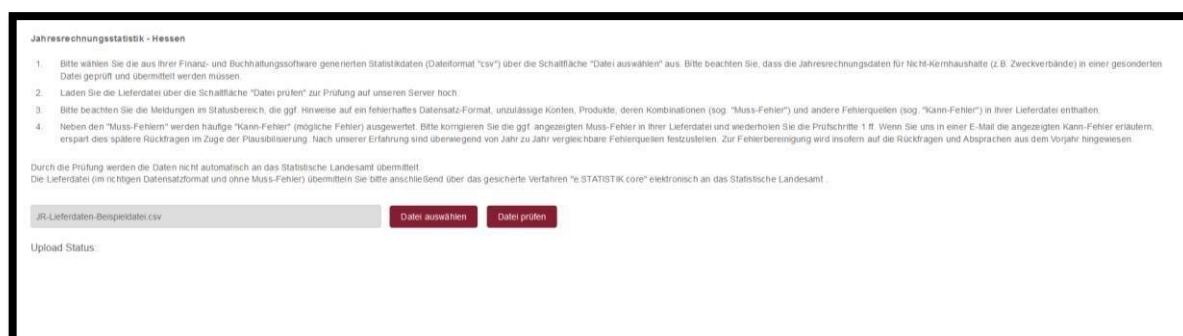 Jahresrechnungsstatistik - Hessen
1. Bitte wählen Sie die aus Ihrer Finanz- und Buchhaltungssoftware generierten Statistikdaten (Dateiformat "csv") über die Schaltfläche "Datei auswählen" aus. Bitte beachten Sie, dass die Jahresrechnungsdaten für Nicht-Kernhaushalte (z.B. Zweckverbände) in einer gesonderten
Datei geprüft und übermittelt werden müssen.
2. Laden Sie die Lieferdatei über die Schaltfläche "Datei prüfen" zur Prüfung auf unseren Server hoch.
3. Bitte beachten Sie die Meldungen im Statusbereich, die ggf. Hinweise auf ein fehlerhaftes Datensatz-Format, unzulässige Konten, Produkte, deren Kombinationen (sog. "Muss-Fehler") und andere Fehlerquellen (sog. "Kann-Fehler") in Ihrer Lieferdatei enthalten.
4. Neben den "Muss-Fehlern" werden häufige "Kann-Fehler" (mögliche Fehler) ausgewertet. Bitte korrigieren Sie die ggf. angezeigten Muss-Fehler in Ihrer Lieferdatei und wiederholen Sie die Prüfschritte 1 ff. Wenn Sie uns in einer E-Mail die angezeigten Kann-Fehler erläutern,
erspart dies spätere Rückfragen im Zuge der Plausibilisierung. Nach unserer Erfahrung sind überwiegend von Jahr zu Jahr vergleichbare Fehlerquellen festzustellen. Zur Fehlerbereinigung wird insofern auf die Rückfragen und Absprachen aus dem Vorjahr hingewiesen.
Durch die Prüfung werden die Daten nicht automatisch an das Statistische Landesamt übermittelt.
Die Lieferdatei (im richtigen Datensatzformat und ohne Muss-Fehler) übermitteln Sie bitte anschließend über das gesicherte Verfahren "e.STATISTIK.core" elektronisch an das Statistische Landesamt .
JR-Lieferdaten-Beispieldatei.csv Datei auswählen Datei prüfen
Upload Status: